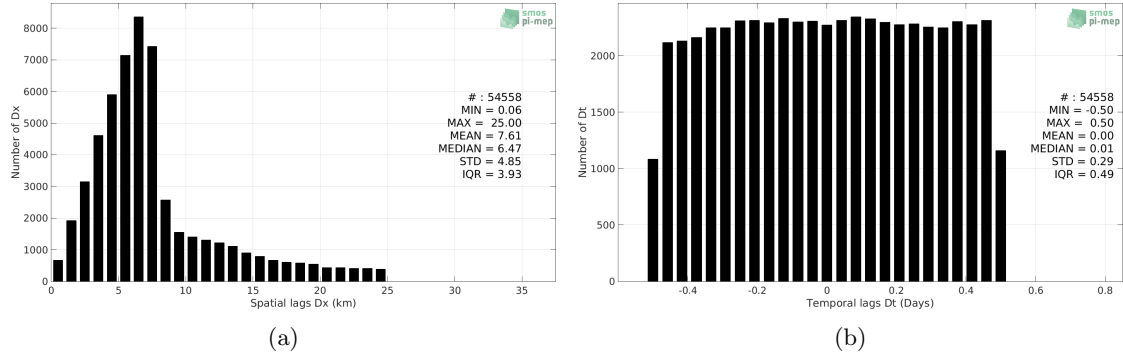 smos
pi-mep
Number of Dx
8000
7000
6000
5000
4000
3000
2000
1000
0
# : 54558
MIN = 0.06
MAX = 25.00
MEAN = 7.61
MEDIAN = 6.47
STD = 4.85
IQR = 3.93
0 5 10 15 20 25 30 35
Spatial lags Dx (km)
(a)
smos
pi-mep
Number of Dt
2000
1500
1000
500
0
# : 54558
MIN = -0.50
MAX = 0.50
MEAN = 0.00
MEDIAN = 0.01
STD = 0.29
IQR = 0.49
-0.4 -0.2 0 0.2 0.4 0.6 0.8
Temporal lags Dt (Days)
(b)